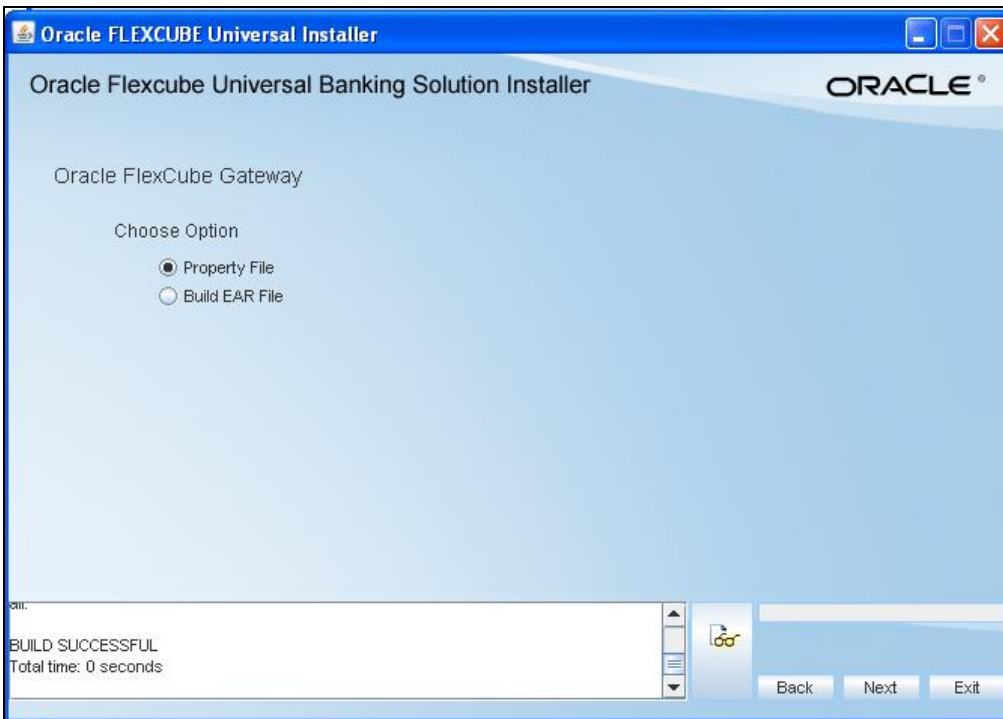 Oracle FLEXCUBE Universal Installer
Oracle Flexcube Universal Banking Solution Installer
ORACLE®
Oracle FlexCube Gateway
Choose Option
Property File
Build EAR File
all:
BUILD SUCCESSFUL
Total time: 0 seconds
Back Next Exit